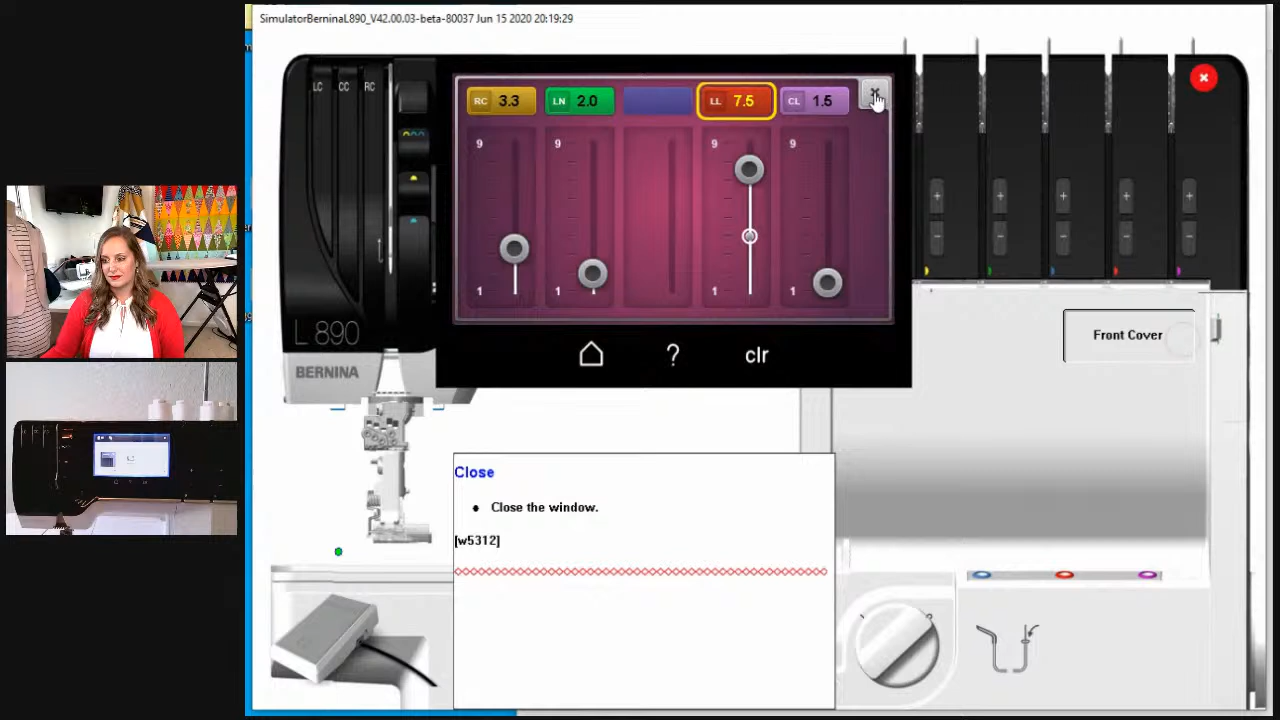 SimulatorBerninaL890_V42.00.03-beta-80037 Jun 15 2020 20:19:29
LC CC RC
RC 3.3 LN 2.0 LL 7.5 CL 1.5
9 9 9 9
1 1 1 1
clr
?
L 890
BERNINA
Front Cover
+ + + + +
− − − − −
Close
• Close the window.
[w5312]